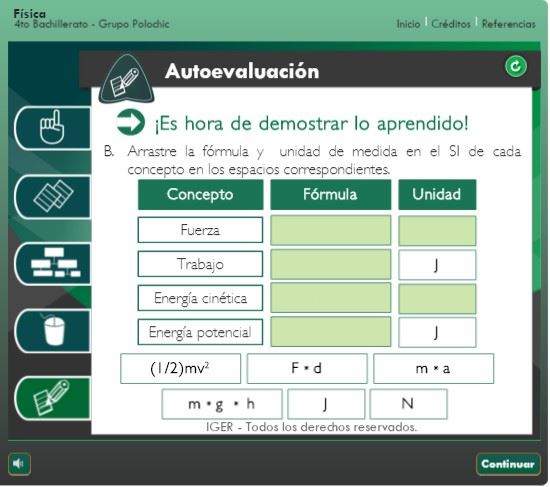 Física
4to Bachillerato - Grupo Polochic
Inicio | Créditos | Referencias
Autoevaluación
¡Es hora de demostrar lo aprendido!
B. Arrastre la fórmula y unidad de medida en el SI de cada
concepto en los espacios correspondientes.
Concepto Fórmula Unidad
Fuerza
Trabajo J
Energía cinética
Energía potencial J
(1/2)mv² F * d m * a
m * g * h J N
IGER - Todos los derechos reservados.
Continuar